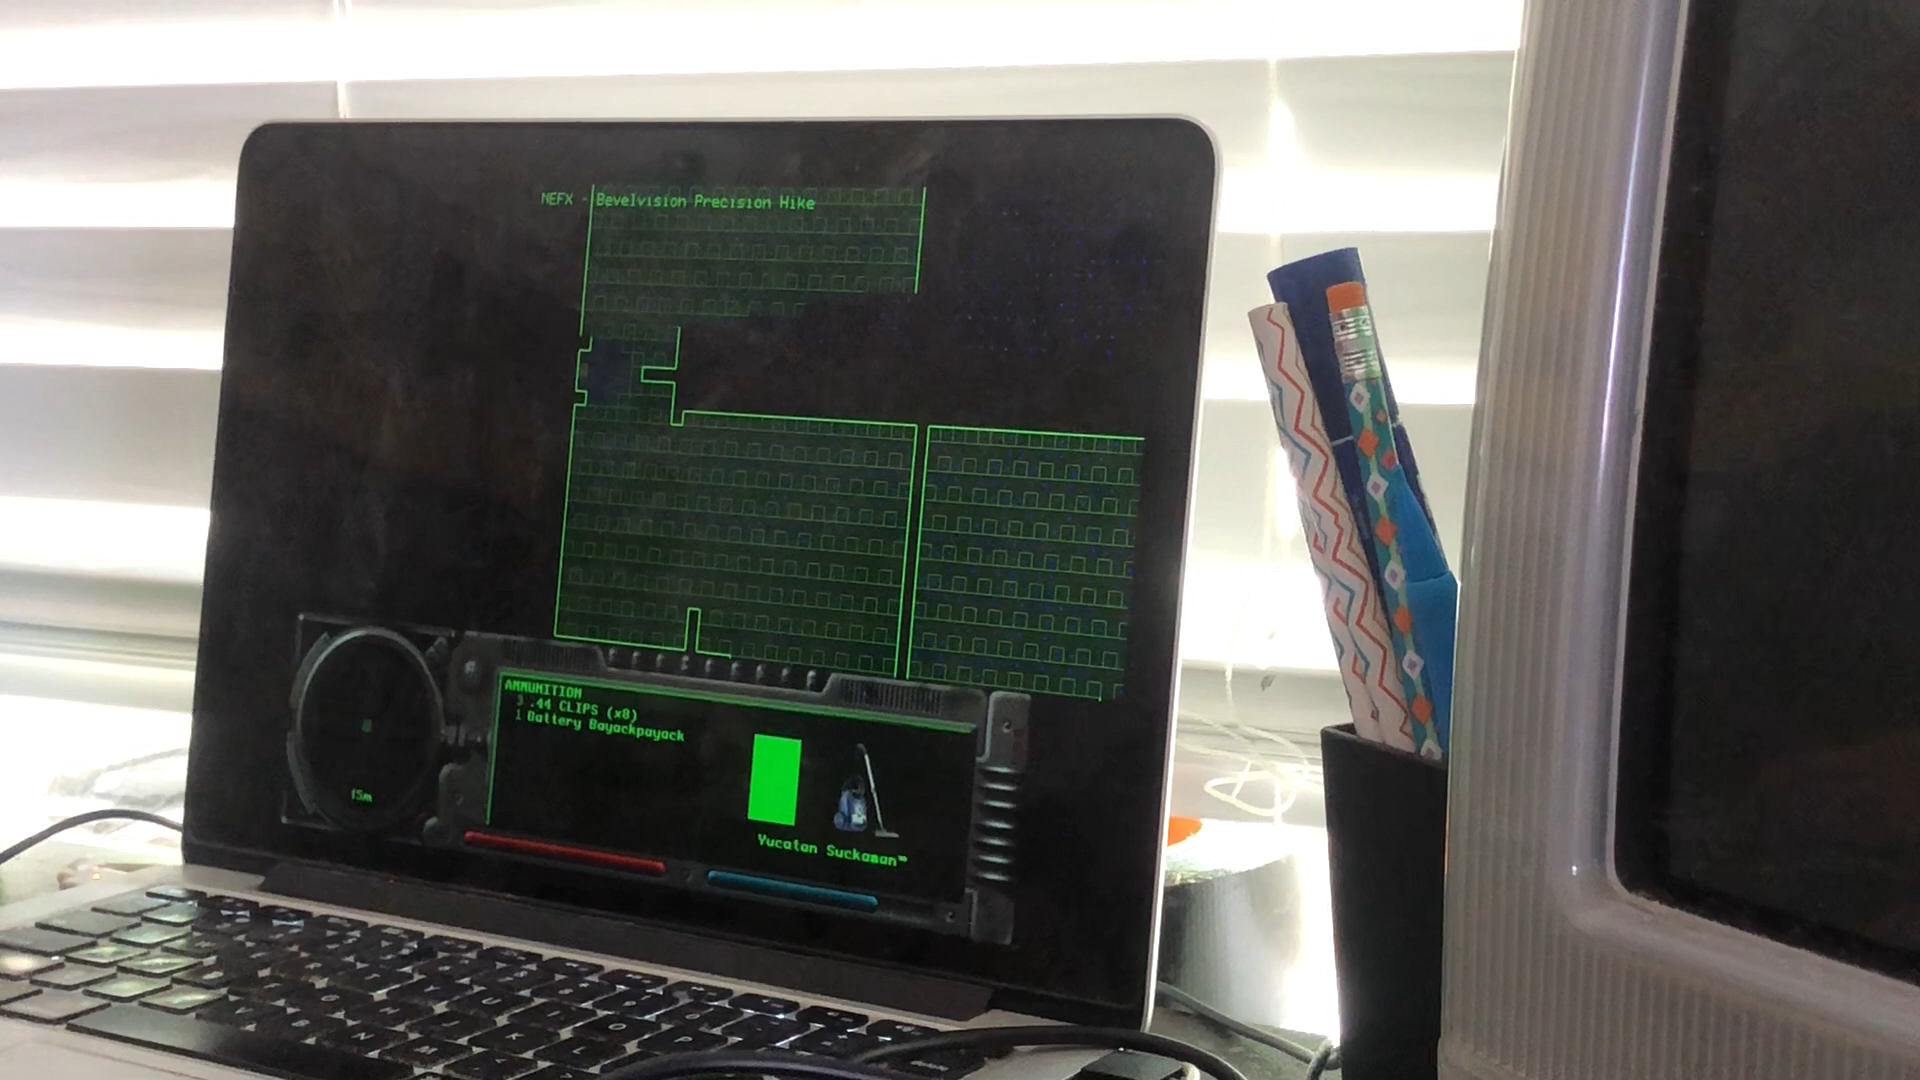 NEFX - Bevelvision Precision Hike
AMMUNITION
3 .44 CLIPS (x8)
1 Battery Bayackpayack
15m
Yucatan Suckaman™